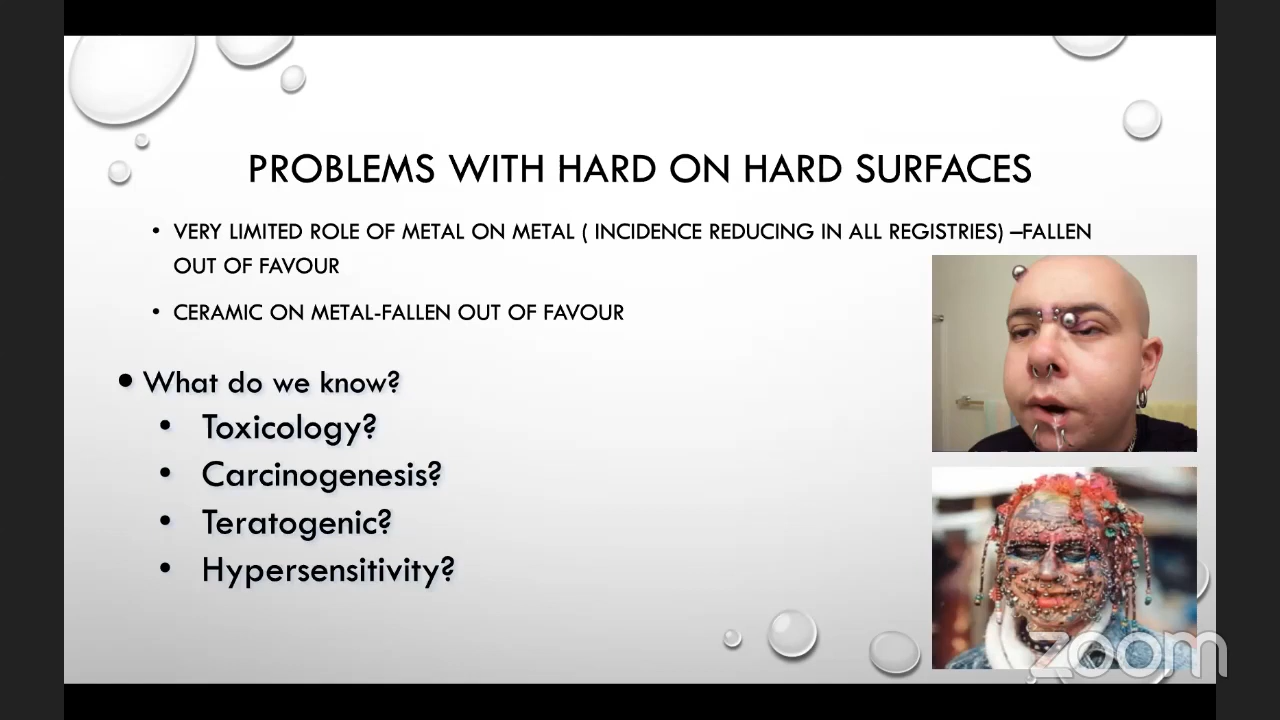 PROBLEMS WITH HARD ON HARD SURFACES
• VERY LIMITED ROLE OF METAL ON METAL ( INCIDENCE REDUCING IN ALL REGISTRIES) –FALLEN
OUT OF FAVOUR
• CERAMIC ON METAL-FALLEN OUT OF FAVOUR
• What do we know?
• Toxicology?
• Carcinogenesis?
• Teratogenic?
• Hypersensitivity?
zoom